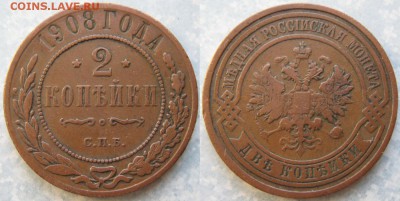 COINS.LAVE.RU
1908 ГОДА
* 2 *
КОПѢЙКИ
С.П.Б.
МѢДНАЯ РОССІЙСКАЯ МОНЕТА
ДВѢ КОПѢЙКИ